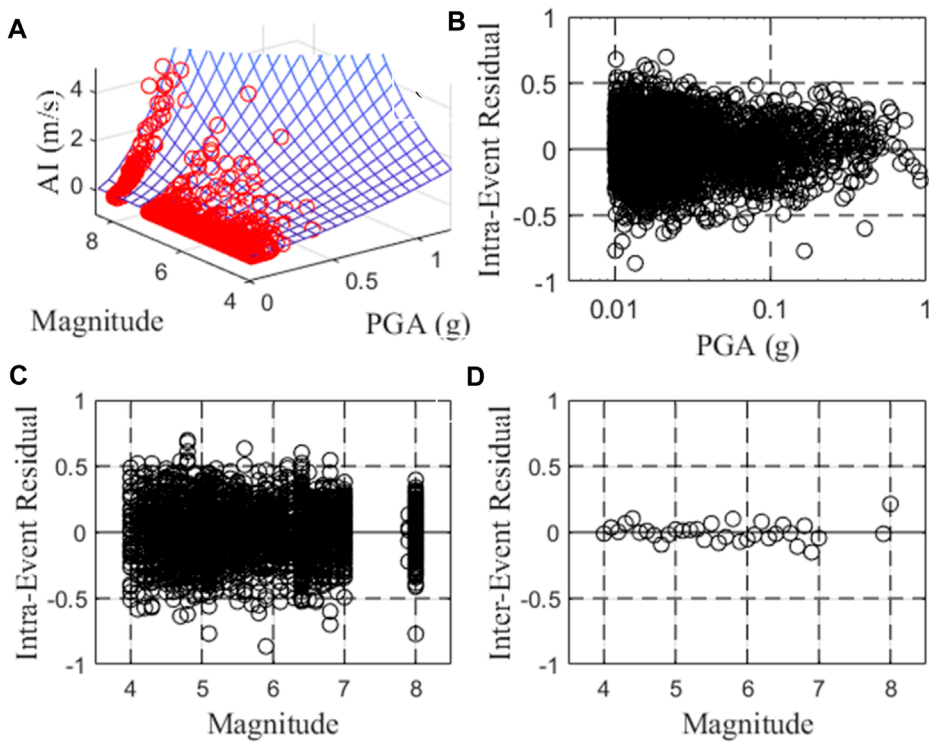 A
AI (m/s)
4
2
0
8
6
4
0
0.5
1
Magnitude
PGA (g)
B
Intra-Event Residual
1
0.5
0
-0.5
-1
0.01
0.1
1
PGA (g)
C
Intra-Event Residual
1
0.5
0
-0.5
-1
4
5
6
7
8
Magnitude
D
Inter-Event Residual
1
0.5
0
-0.5
-1
4
5
6
7
8
Magnitude